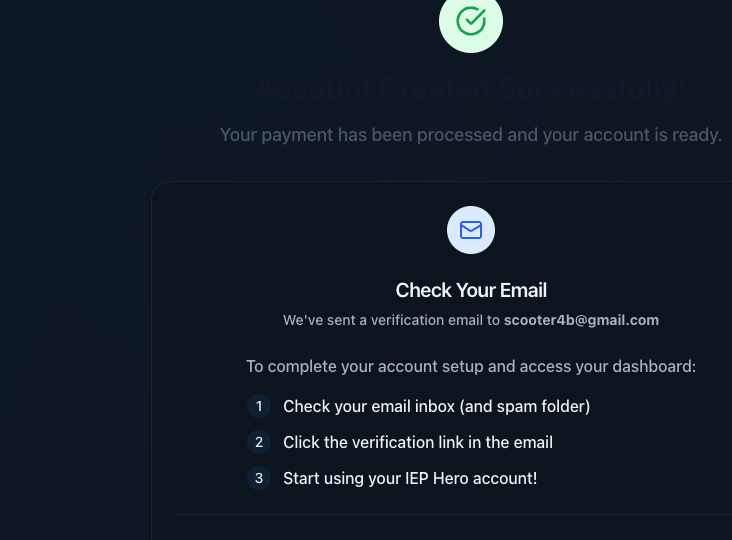 Account Created Successfully!
Your payment has been processed and your account is ready.
Check Your Email
We've sent a verification email to scooter4b@gmail.com
To complete your account setup and access your dashboard:
1 Check your email inbox (and spam folder)
2 Click the verification link in the email
3 Start using your IEP Hero account!